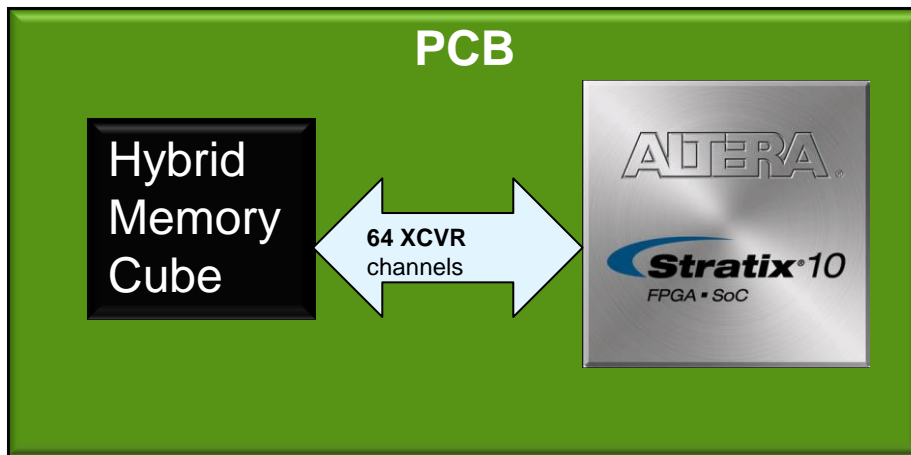 PCB
Hybrid
Memory
Cube
64 XCVR
channels
ALTERA®
Stratix® 10
FPGA ▪ SoC